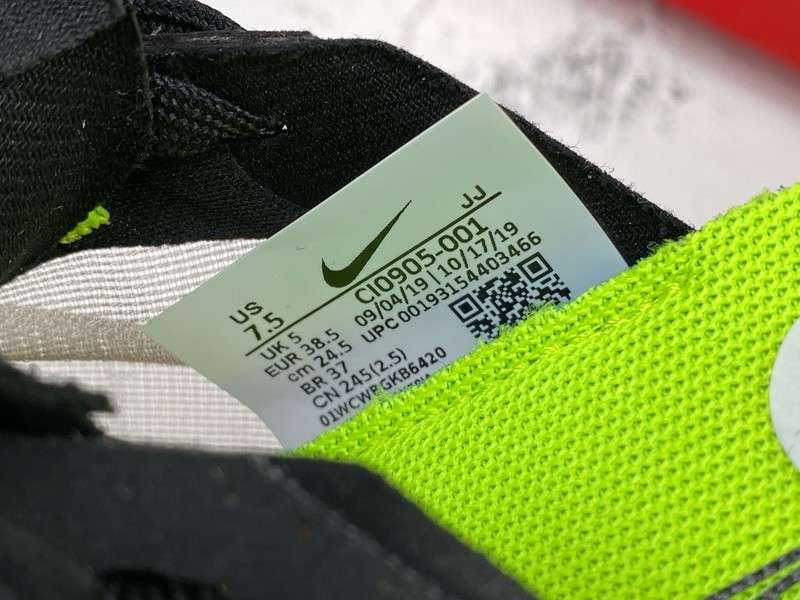 JJ
US
7.5
CI0905-001
UK 5
09/04/19 | 10/17/19
EUR 38.5
UPC 00193154403466
cm 24.5
BR 37
CN 245(2.5)